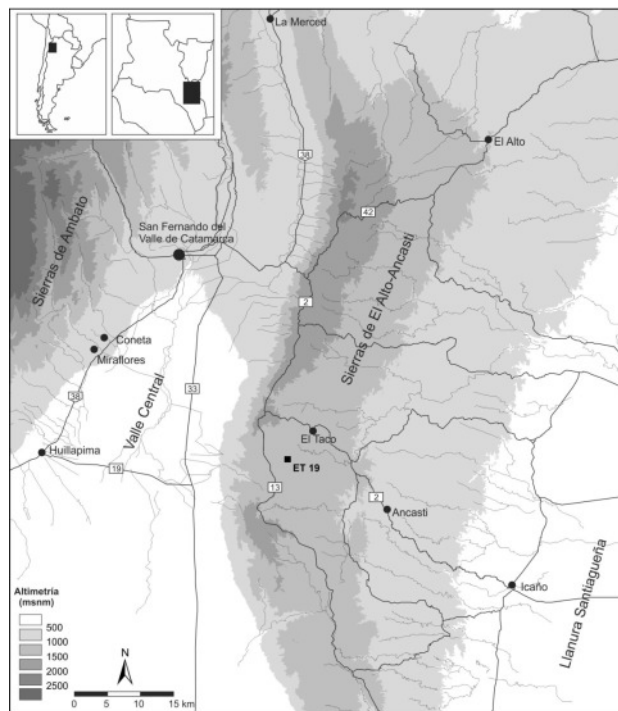 La Merced
El Alto
38
42
San Fernando del
Valle de Catamarca
Sierras de Ambato
Sierras de El Alto-Ancasti
2
Coneta
Miraflores
Valle Central
33
38
El Taco
Huillapima
19
ET 19
13
2
Ancasti
Icaño
Llanura Santiagueña
Altimetría
(msnm)
500
1000
1500
2000
2500
N
0 5 10 15 km